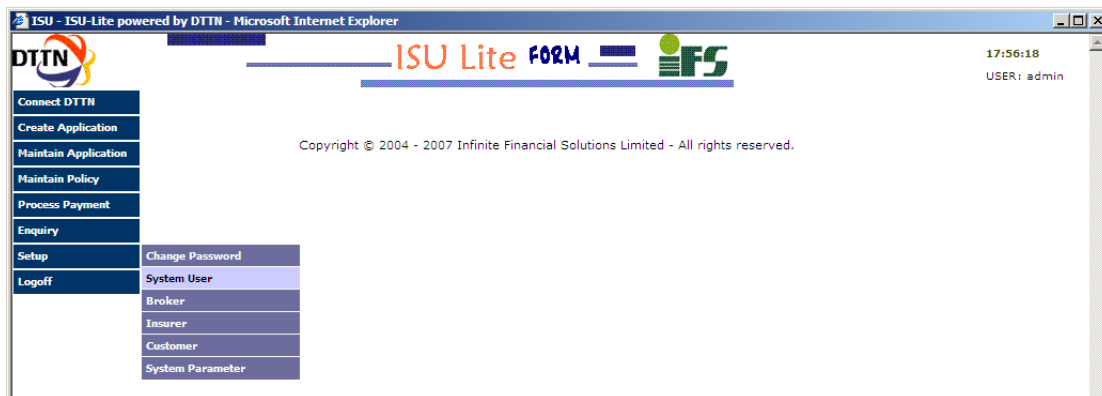 ISU - ISU-Lite powered by DTTN - Microsoft Internet Explorer
DTTN
ISU Lite FORM
iFS
17:56:18
USER: admin
Connect DTTN
Create Application
Maintain Application
Maintain Policy
Process Payment
Enquiry
Setup
Logoff
Copyright © 2004 - 2007 Infinite Financial Solutions Limited - All rights reserved.
Change Password
System User
Broker
Insurer
Customer
System Parameter